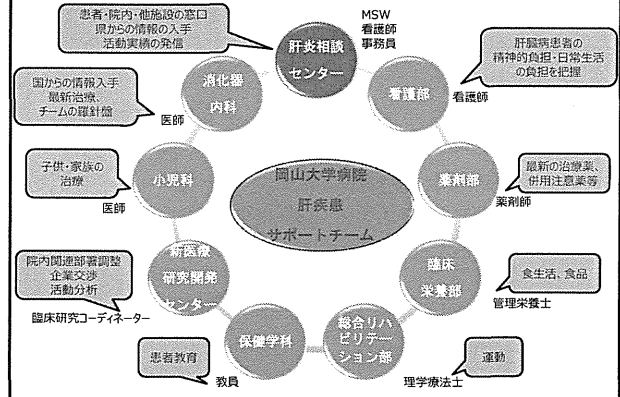 患者・院内・他施設の窓口
県からの情報の入手
活動実績の発信
肝炎相談
センター
MSW
看護師
事務員
看護部
看護師
肝臓病患者の
精神的負担・日常生活
の負担を把握
消化器
内科
医師
国からの情報入手
最新治療、
チームの羅針盤
小児科
医師
子供・家族の
治療
岡山大学病院
肝疾患
サポートチーム
薬剤部
薬剤師
最新の治療薬、
併用注意薬等
新医療
研究開発
センター
臨床研究コーディネーター
院内関連部署調整
企業交渉
活動分析
臨床
栄養部
管理栄養士
食生活、食品
保健学科
教員
患者教育
総合リハ
ビリテー
ション部
理学療法士
運動